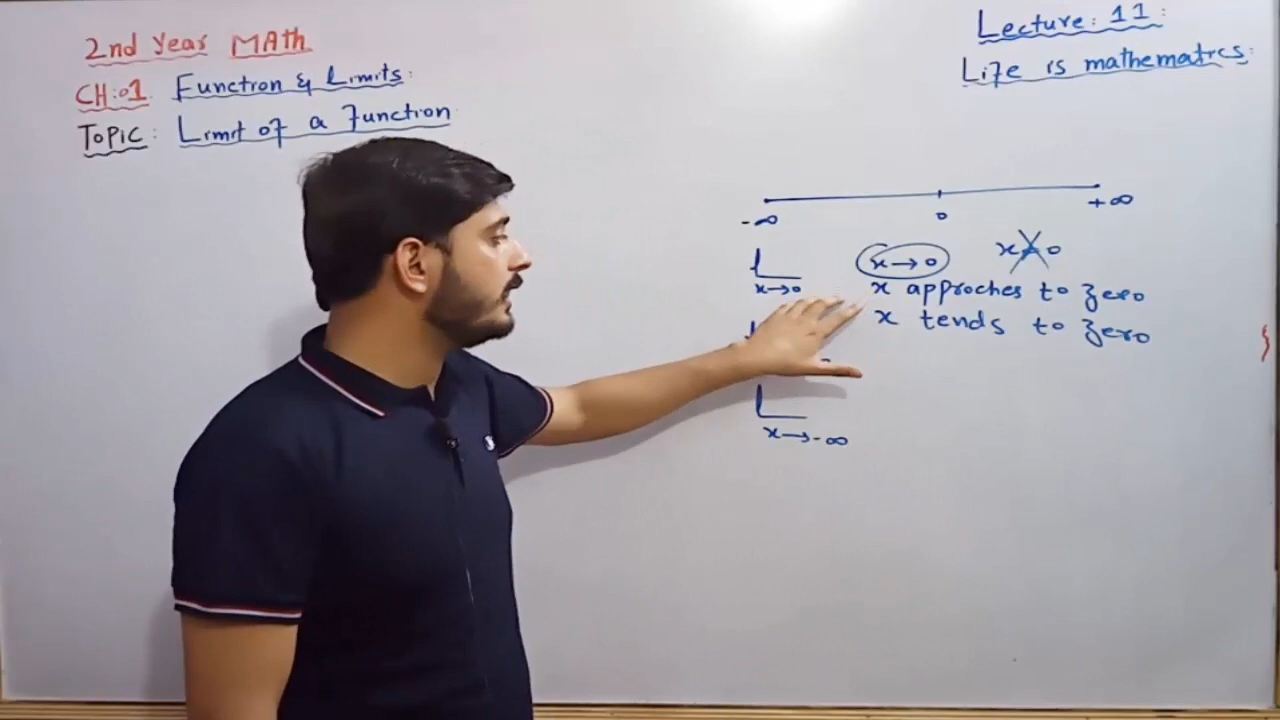 2nd Year MAth
CH:01 Function & Limits:
Topic: Limit of a Function
Lecture: 11:
Life is mathematics:
-∞ 0 +∞
x→0
x→0
x≠0
x approches to zero
x tends to zero
x→-∞